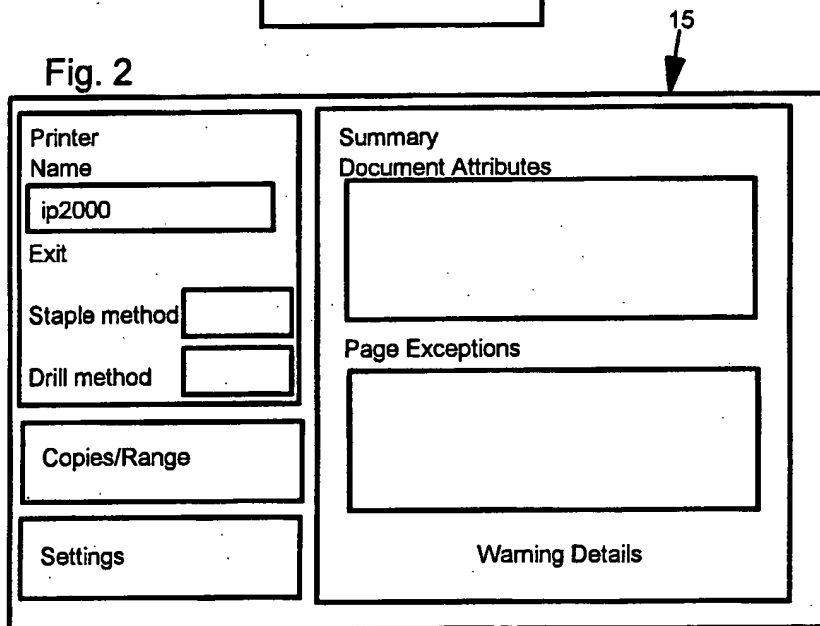 15
Fig. 2
Printer
Name
ip2000
Exit
Staple method
Drill method
Copies/Range
Settings
Summary
Document Attributes
Page Exceptions
Warning Details